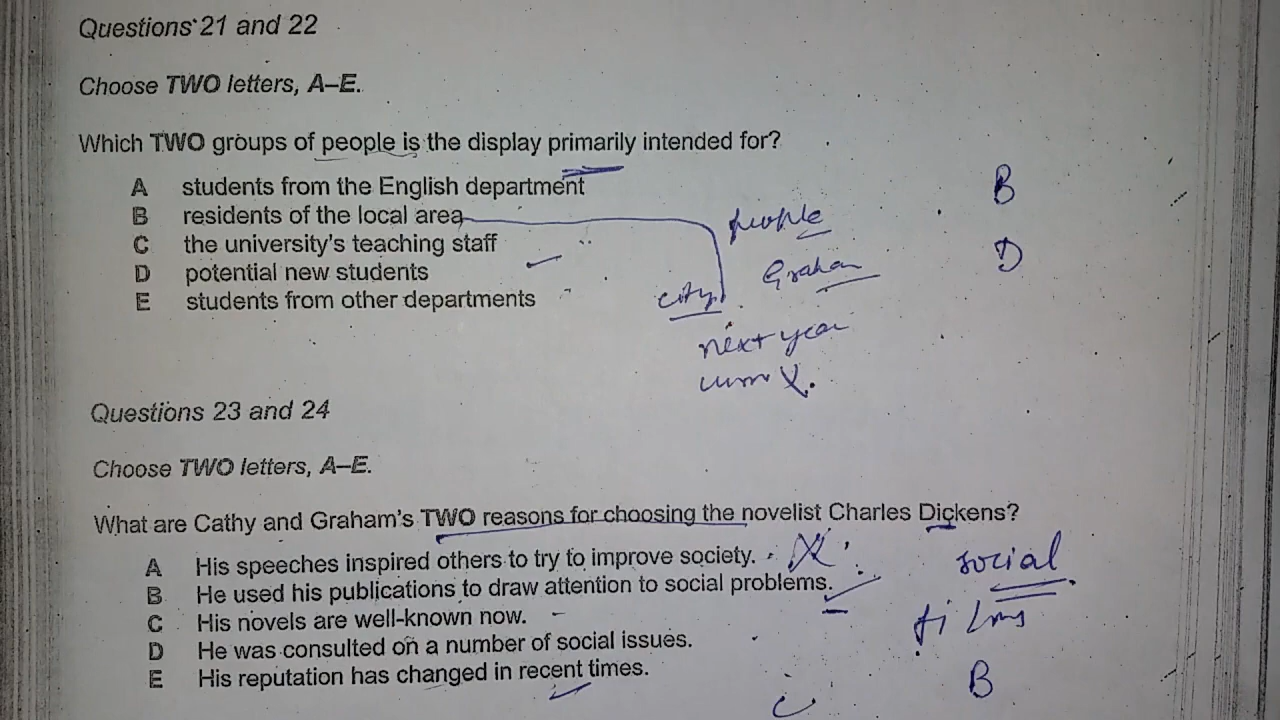 Questions 21 and 22
Choose TWO letters, A–E.
Which TWO groups of people is the display primarily intended for?
A students from the English department
B residents of the local area
C the university's teaching staff
D potential new students
E students from other departments
B
D
people
Graham
city
next year
Questions 23 and 24
Choose TWO letters, A–E.
What are Cathy and Graham's TWO reasons for choosing the novelist Charles Dickens?
A His speeches inspired others to try to improve society.
B He used his publications to draw attention to social problems.
C His novels are well-known now.
D He was consulted on a number of social issues.
E His reputation has changed in recent times.
X
social
films
B
C